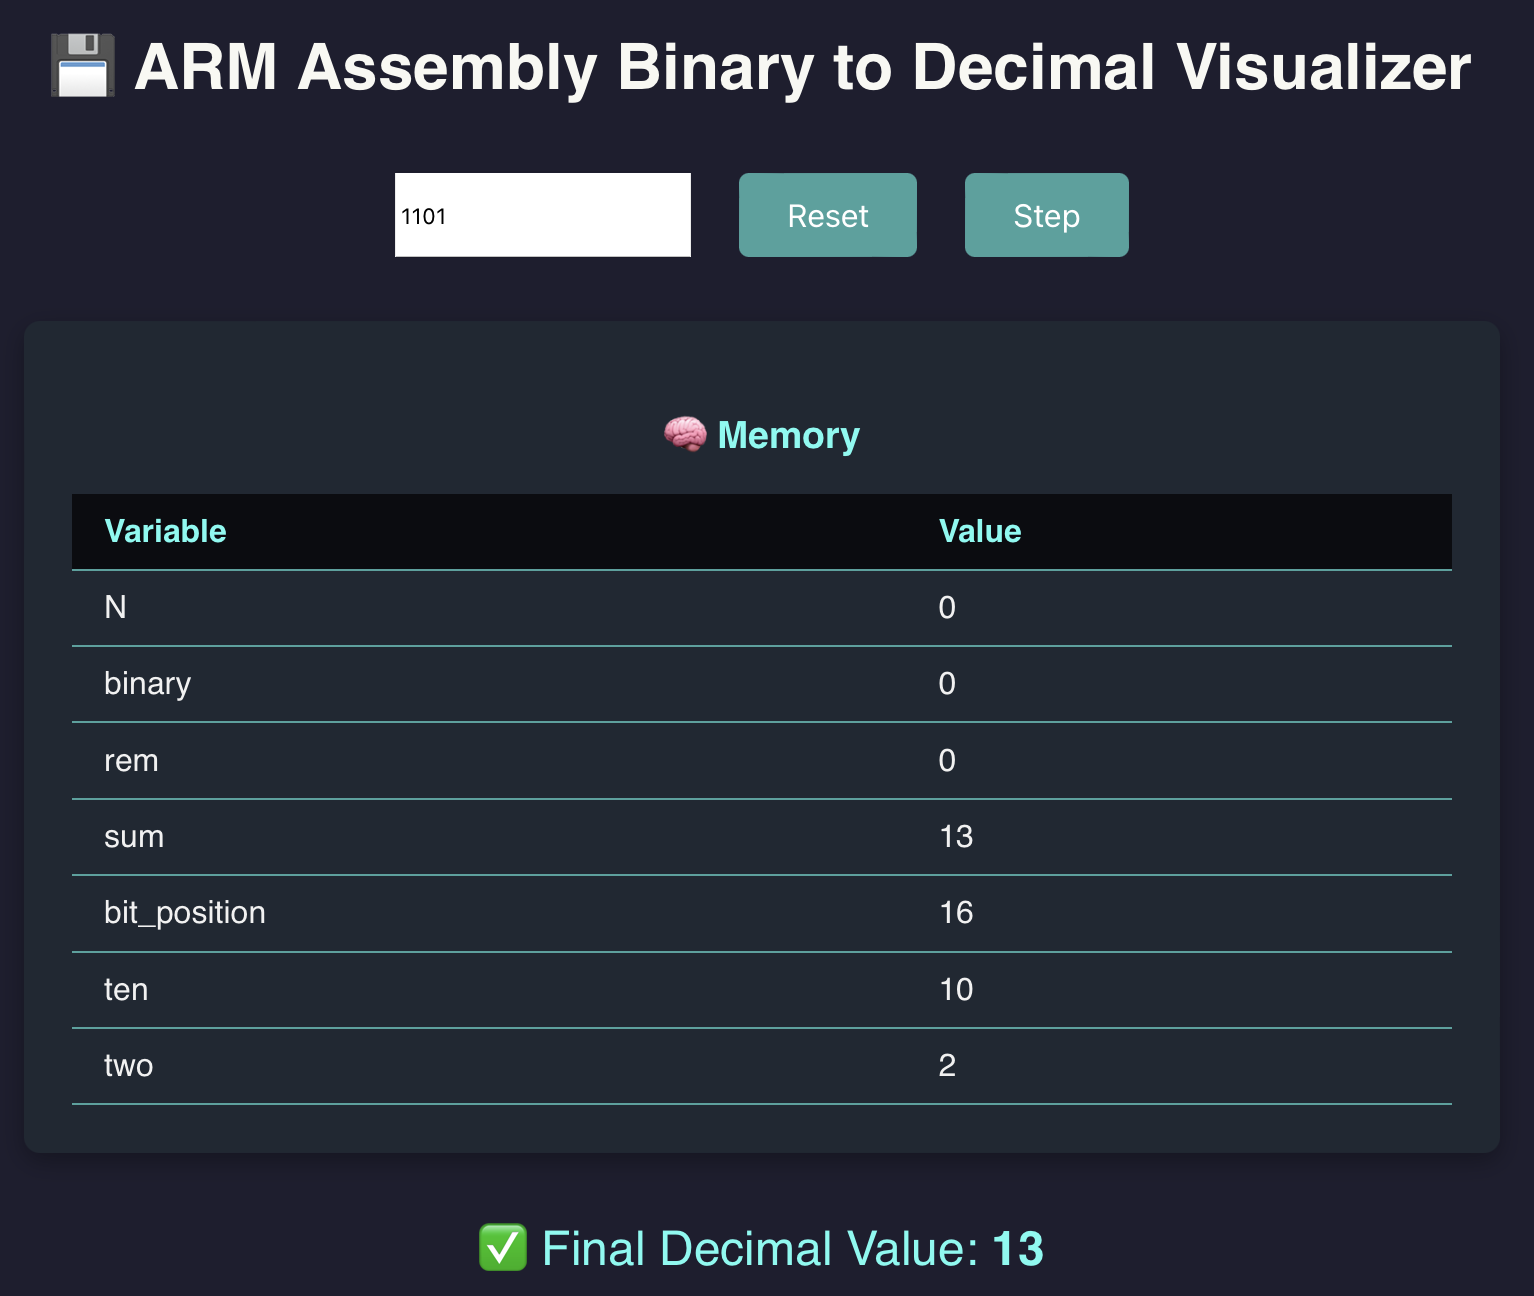 💾 ARM Assembly Binary to Decimal Visualizer
1101 Reset Step
🧠 Memory
Variable Value
N 0
binary 0
rem 0
sum 13
bit_position 16
ten 10
two 2
✅ Final Decimal Value: 13